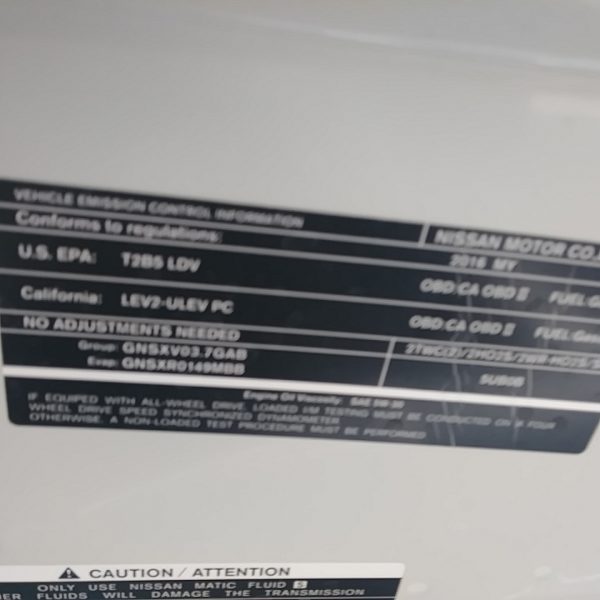 VEHICLE EMISSION CONTROL INFORMATION
NISSAN MOTOR CO.
Conforms to regulations:
2016 MY
U.S. EPA: T2B5 LDV OBD:CA OBD II FUEL:
California: LEV2-ULEV PC OBD:CA OBD II FUEL:
NO ADJUSTMENTS NEEDED
Group: GNSXV03.7GAB
Evap: GNSXR0149MBB
Engine Oil Viscosity: SAE 5W-30
IF EQUIPPED WITH ALL-WHEEL DRIVE, LOADED I/M TESTING MUST BE CONDUCTED ON A FOUR
WHEEL DRIVE SPEED SYNCHRONIZED DYNAMOMETER
OTHERWISE, A NON-LOADED TEST PROCEDURE MUST BE PERFORMED
CAUTION / ATTENTION
ONLY USE NISSAN MATIC FLUID S
FLUIDS WILL DAMAGE THE TRANSMISSION